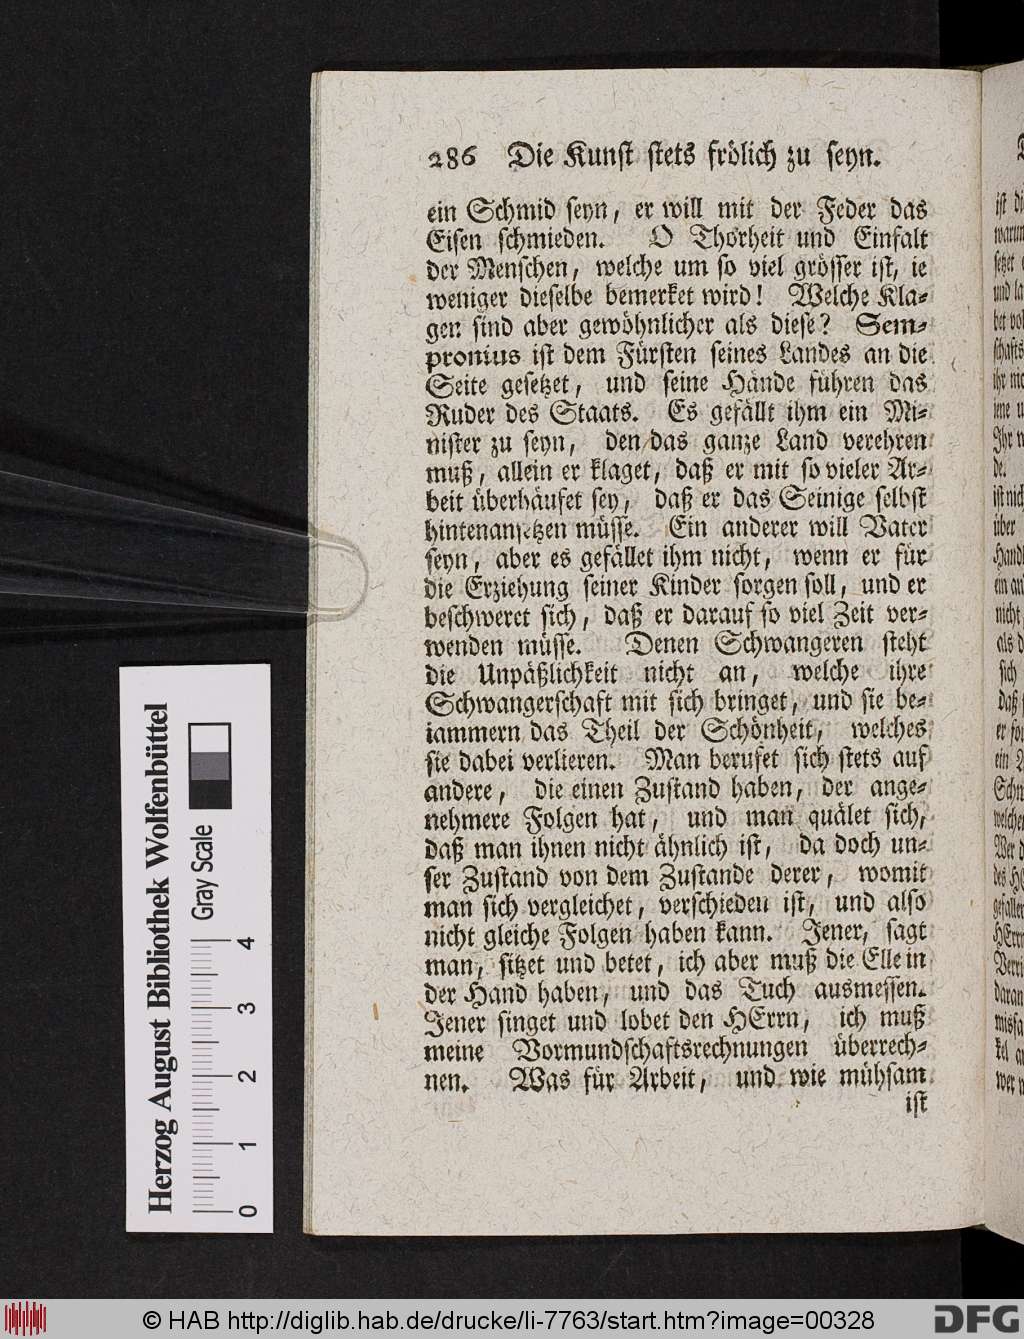 286 Die Kunst stets frölich zu seyn.
ein Schmid seyn, er will mit der Feder das
Eisen schmieden. O Thorheit und Einfalt
der Menschen, welche um so viel grösser ist, ie
weniger dieselbe bemerket wird! Welche Kla-
gen sind aber gewöhnlicher als diese? Sem-
pronius ist dem Fürsten seines Landes an die
Seite gesetzet, und seine Hände führen das
Ruder des Staats. Es gefällt ihm ein Mi-
nister zu seyn, den das ganze Land verehren
muß, allein er klaget, daß er mit so vieler Ar-
beit überhäufet sey, daß er das Seinige selbst
hintenansetzen müsse. Ein anderer will Vater
seyn, aber es gefället ihm nicht, wenn er für
die Erziehung seiner Kinder sorgen soll, und er
beschweret sich, daß er darauf so viel Zeit ver-
wenden müsse. Denen Schwangeren steht
die Unpäßlichkeit nicht an, welche ihre
Schwangerschaft mit sich bringet, und sie be-
iammern das Theil der Schönheit, welches
sie dabei verlieren. Man berufet sich stets auf
andere, die einen Zustand haben, der ange-
nehmere Folgen hat, und man quälet sich,
daß man ihnen nicht ähnlich ist, da doch un-
ser Zustand von dem Zustande derer, womit
man sich vergleichet, verschieden ist, und also
nicht gleiche Folgen haben kann. Jener, sagt
man, sitzet und betet, ich aber muß die Elle in
der Hand haben, und das Tuch ausmessen.
Jener singet und lobet den HErrn, ich muß
meine Vormundschaftsrechnungen überrech-
nen. Was für Arbeit, und wie mühsam
ist
Herzog August Bibliothek Wolfenbüttel
Gray Scale
0 1 2 3 4
© HAB http://diglib.hab.de/drucke/li-7763/start.htm?image=00328
DFG